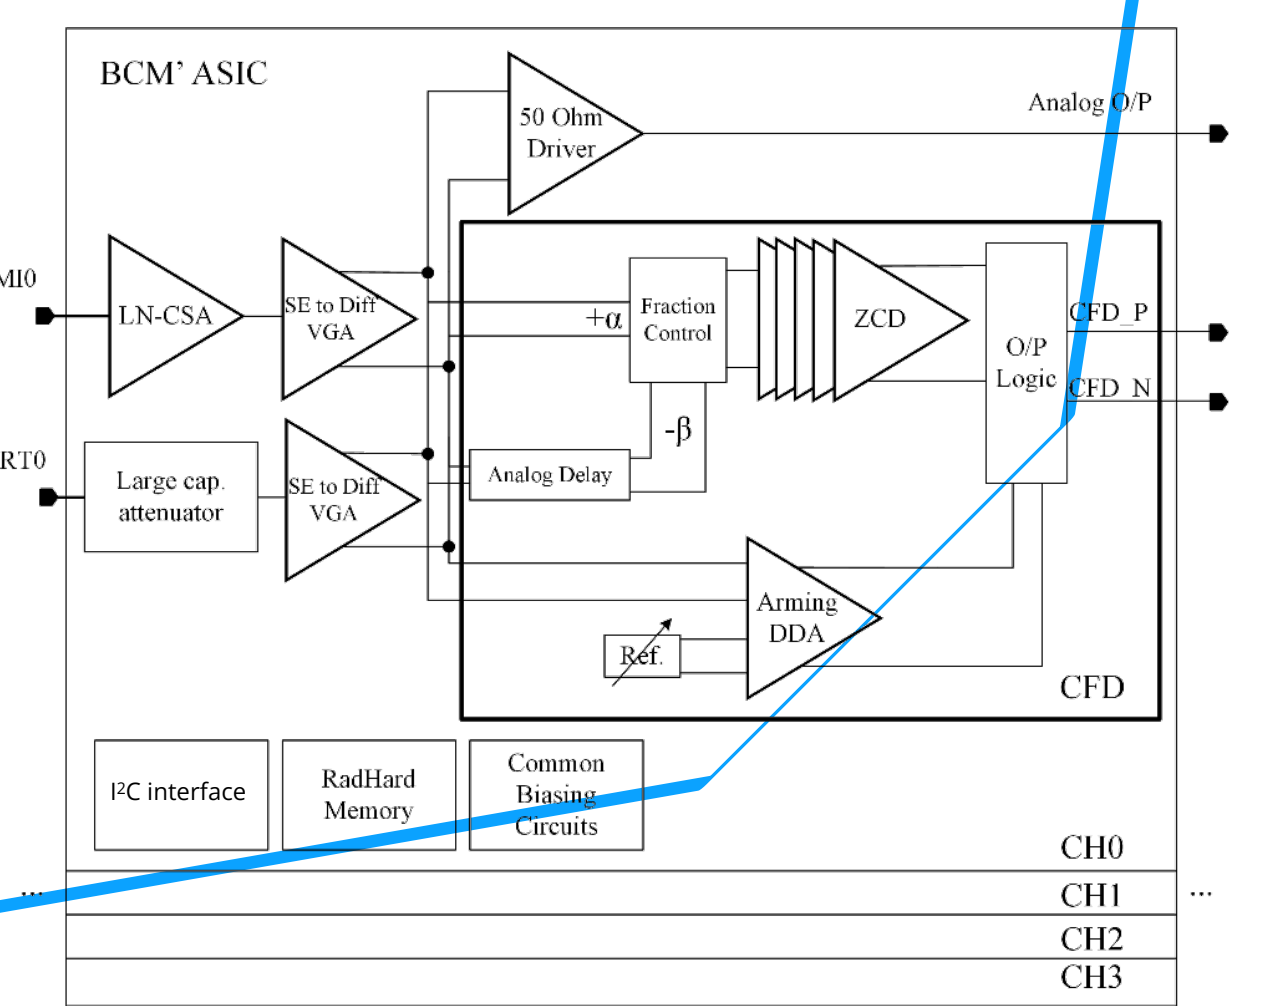 BCM’ ASIC
50 Ohm
Driver
Analog O/P
MI0
LN-CSA
SE to Diff
VGA
+α
Fraction
Control
ZCD
O/P
Logic
CFD_P
CFD_N
-β
RT0
Large cap.
attenuator
SE to Diff
VGA
Analog Delay
Arming
DDA
Ref.
CFD
I²C interface
RadHard
Memory
Common
Biasing
Circuits
CH0
... CH1 ...
CH2
CH3